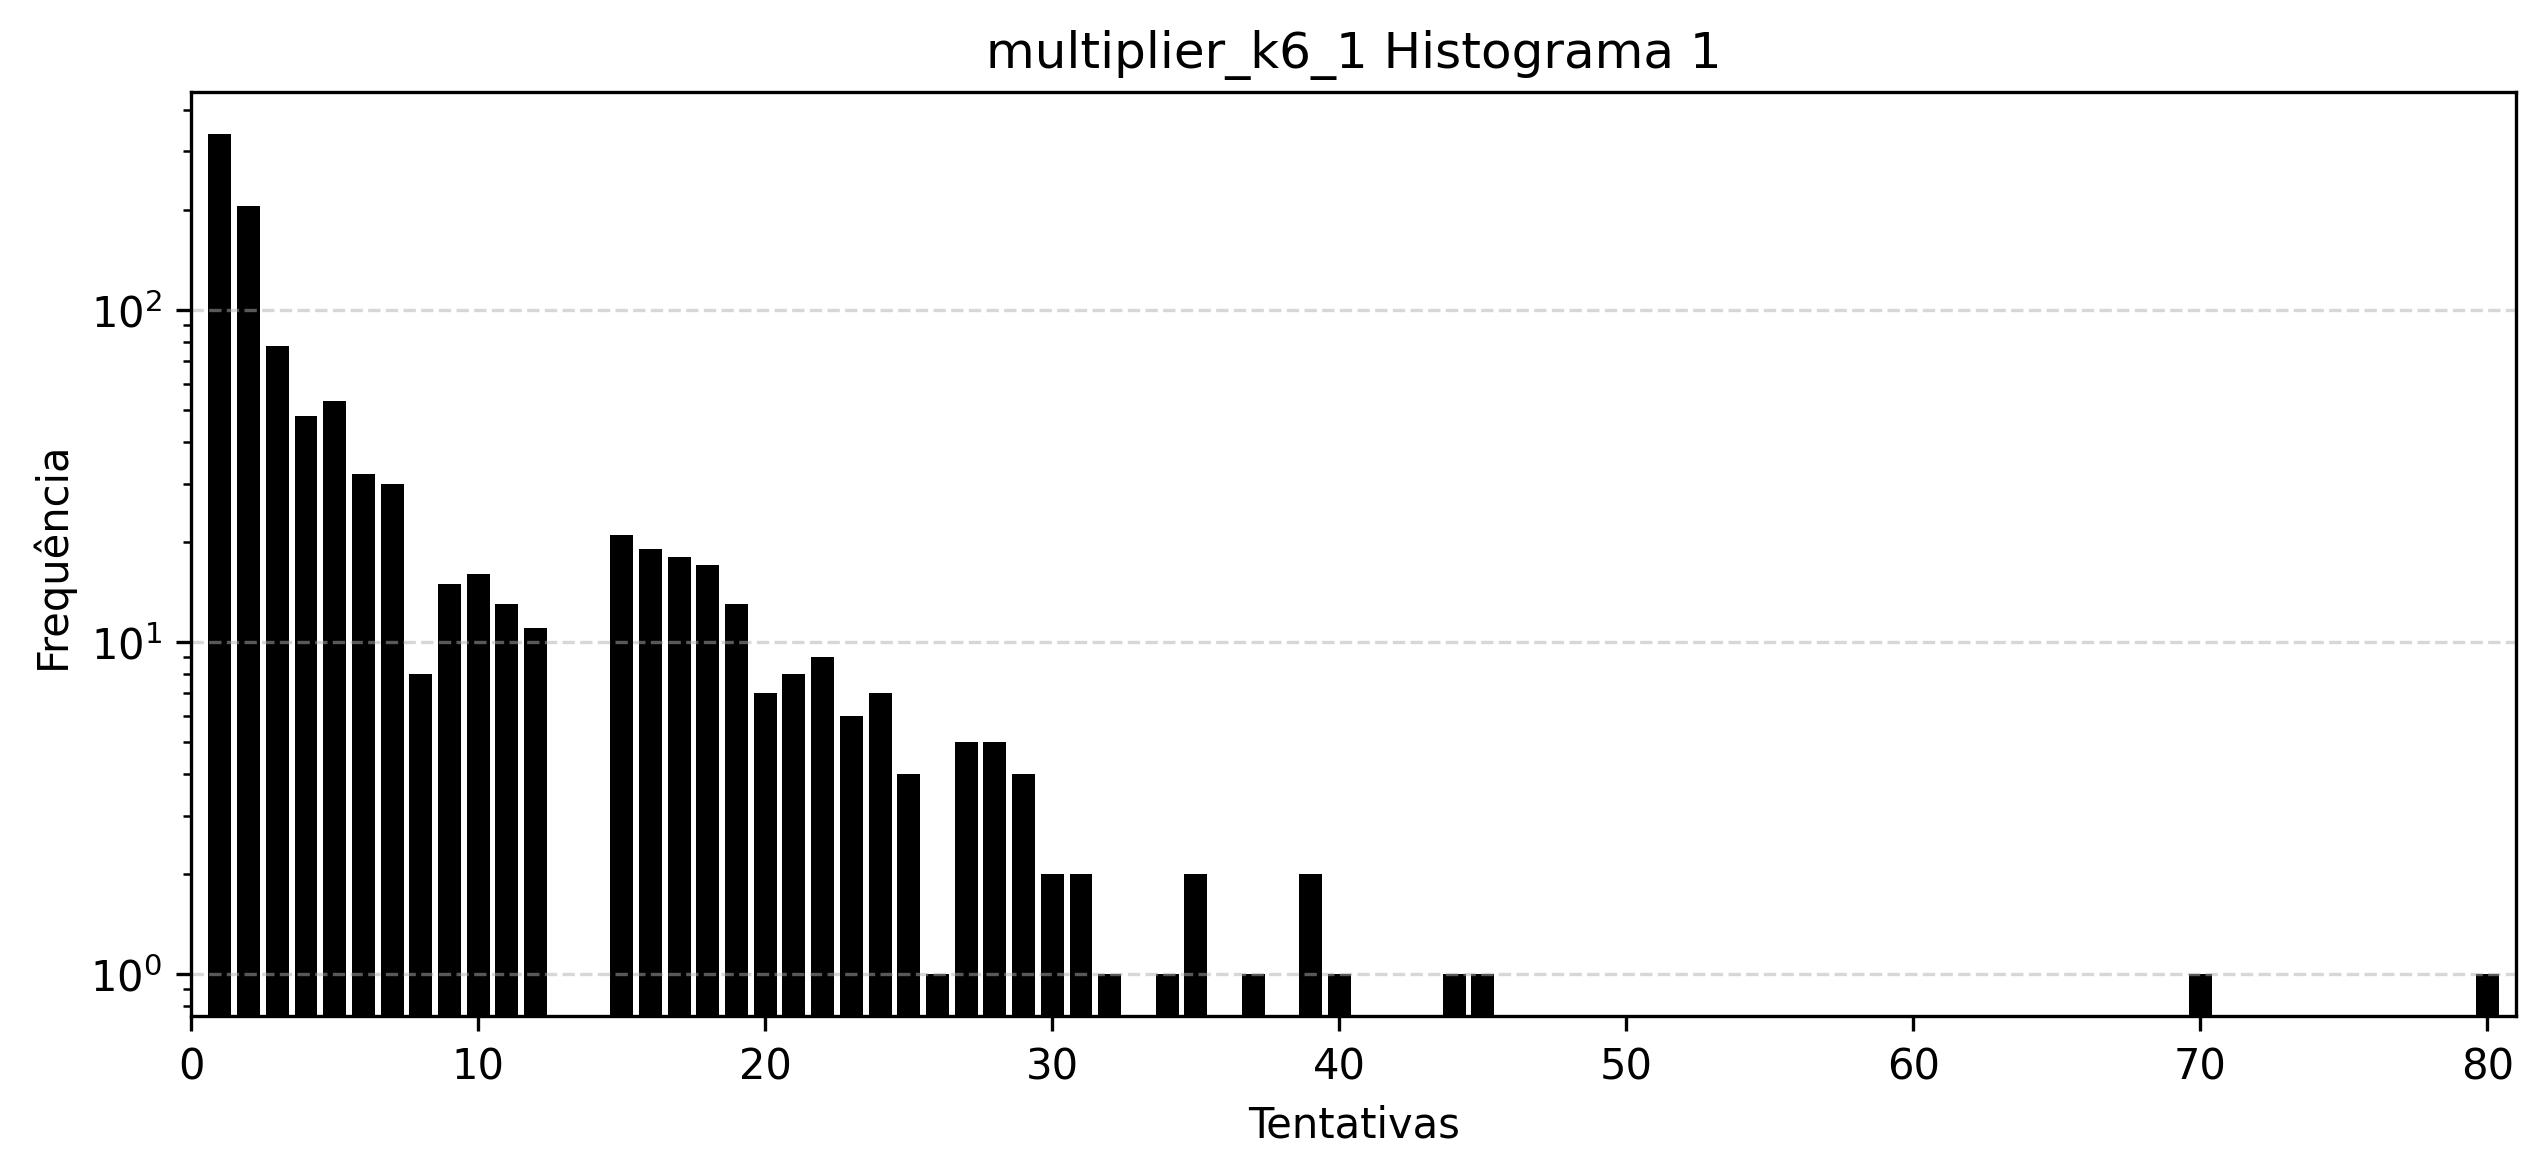 multiplier_k6_1 Histograma 1
Frequência
10²
10¹
10⁰
0 10 20 30 40 50 60 70 80
Tentativas